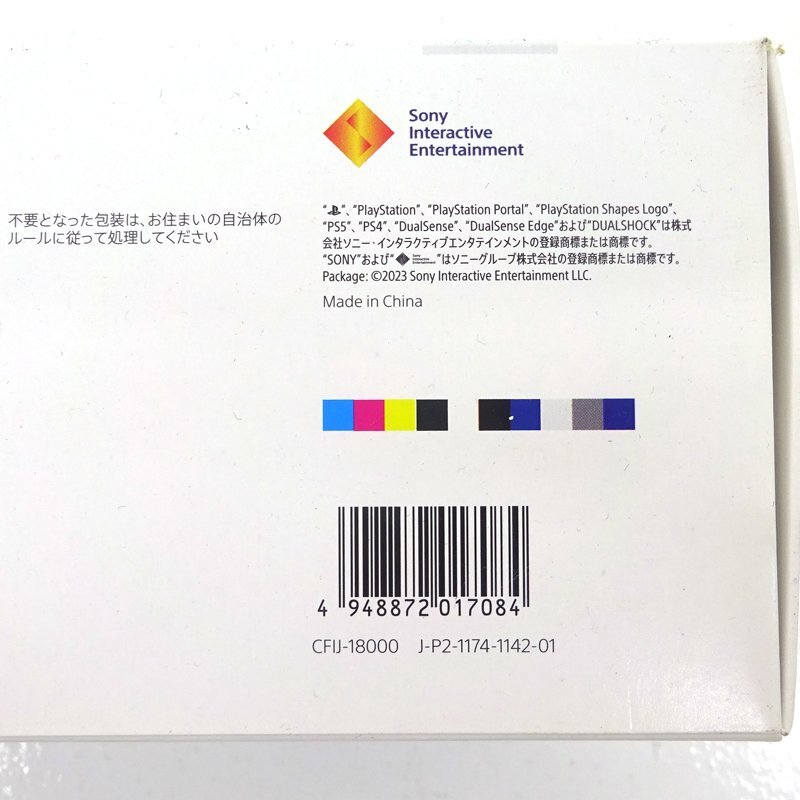 Sony
Interactive
Entertainment
不要となった包装は、お住まいの自治体の
ルールに従って処理してください
“ ”、“PlayStation”、“PlayStation Portal”、“PlayStation Shapes Logo”、
“PS5”、“PS4”、“DualSense”、“DualSense Edge”および“DUALSHOCK”は株式
会社ソニー・インタラクティブエンタテインメントの登録商標または商標です。
“SONY”および“ Sony Interactive Entertainment”はソニーグループ株式会社の登録商標または商標です。
Package: ©2023 Sony Interactive Entertainment LLC.
Made in China
4 948872 017084
CFIJ-18000 J-P2-1174-1142-01